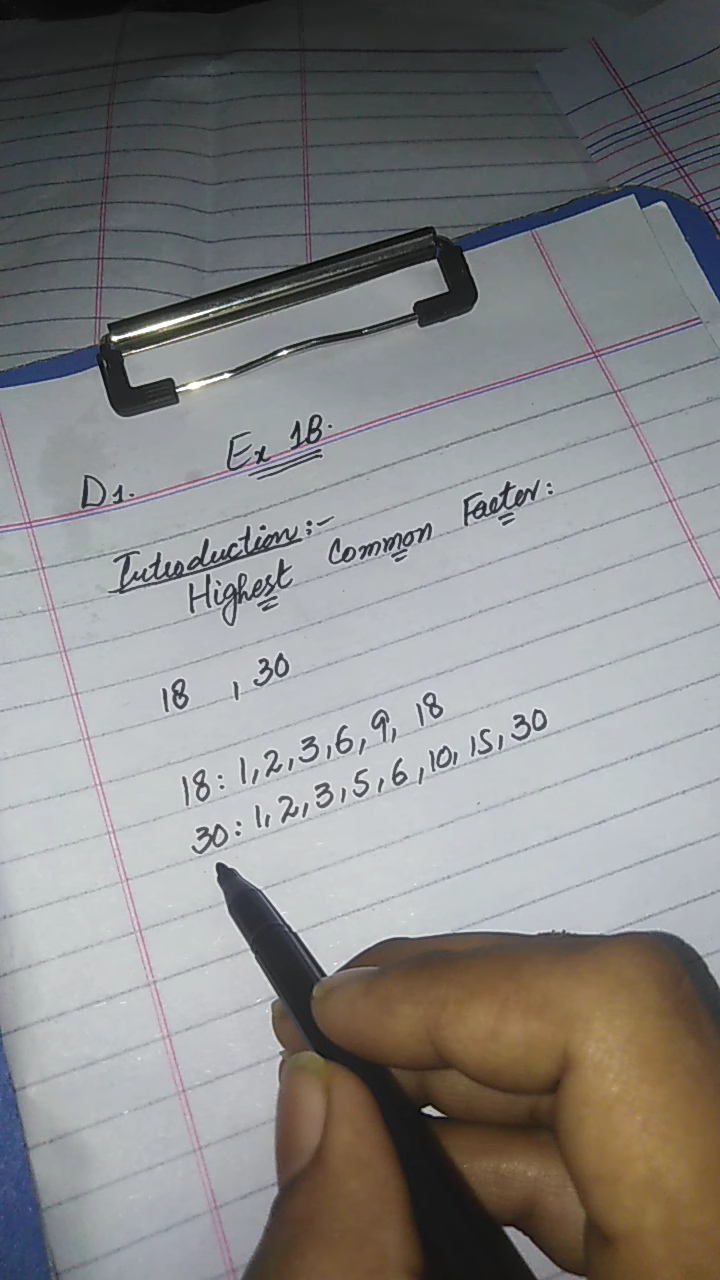 Ex 1B.
D1.
Introduction:-
Highest Common Factor:
18 , 30
18: 1, 2, 3, 6, 9, 18
30: 1, 2, 3, 5, 6, 10, 15, 30